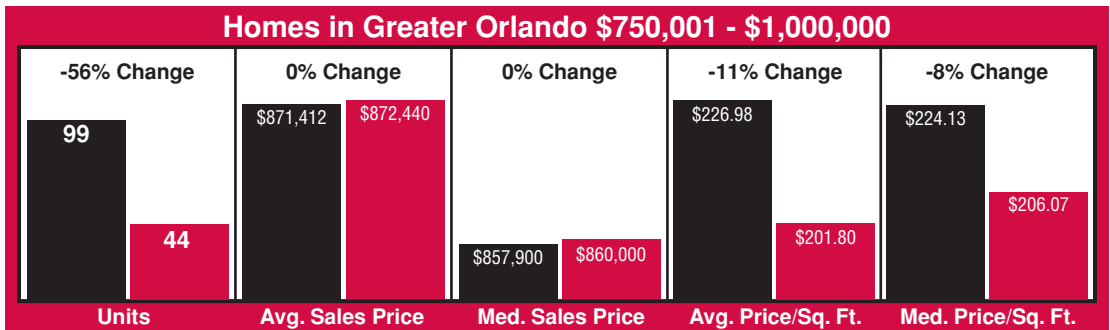 Homes in Greater Orlando $750,001 - $1,000,000
-56% Change 0% Change 0% Change -11% Change -8% Change
99 $871,412 $872,440 $226.98 $224.13
44 $857,900 $860,000 $201.80 $206.07
Units Avg. Sales Price Med. Sales Price Avg. Price/Sq. Ft. Med. Price/Sq. Ft.